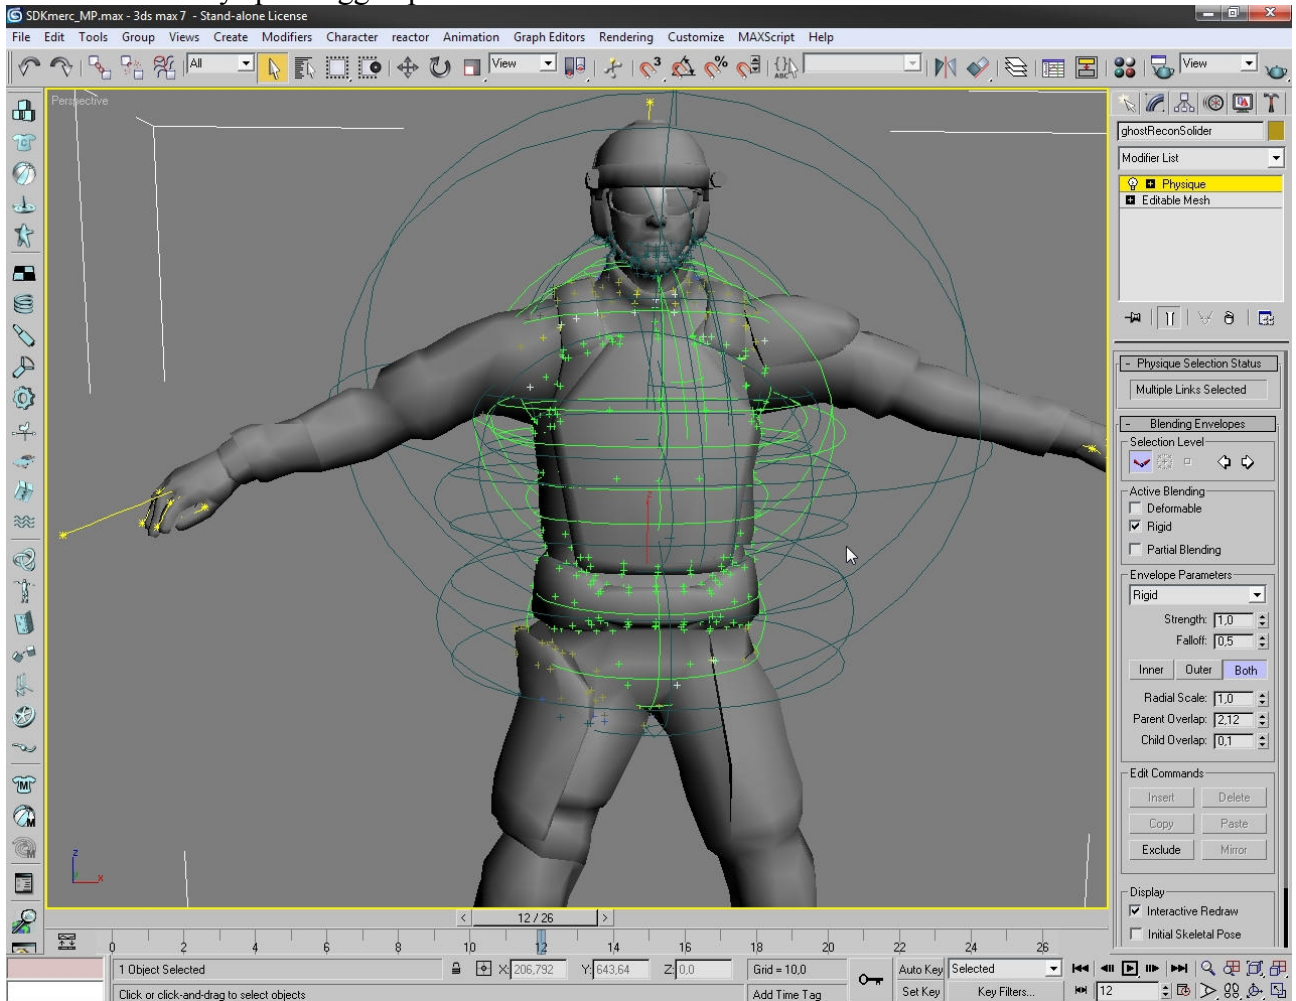 SDKmerc_MP.max - 3ds max 7 - Stand-alone License
File Edit Tools Group Views Create Modifiers Character reactor Animation Graph Editors Rendering Customize MAXScript Help
All View View
Perspective
ghostReconSolider
Modifier List
Physique
Editable Mesh
- Physique Selection Status
Multiple Links Selected
- Blending Envelopes
Selection Level
Active Blending
Deformable
Rigid
Partial Blending
Envelope Parameters
Rigid
Strength: 1,0
Falloff: 0,5
Inner Outer Both
Radial Scale: 1,0
Parent Overlap: 2,12
Child Overlap: 0,1
Edit Commands
Insert Delete
Copy Paste
Exclude Mirror
Display
Interactive Redraw
Initial Skeletal Pose
z
x
< 12 / 26 >
0 2 4 6 8 10 12 14 16 18 20 22 24 26
1 Object Selected X: 206,792 Y: 643,64 Z: 0,0 Grid = 10,0 Auto Key Selected
Click or click-and-drag to select objects Add Time Tag Set Key Key Filters... 12